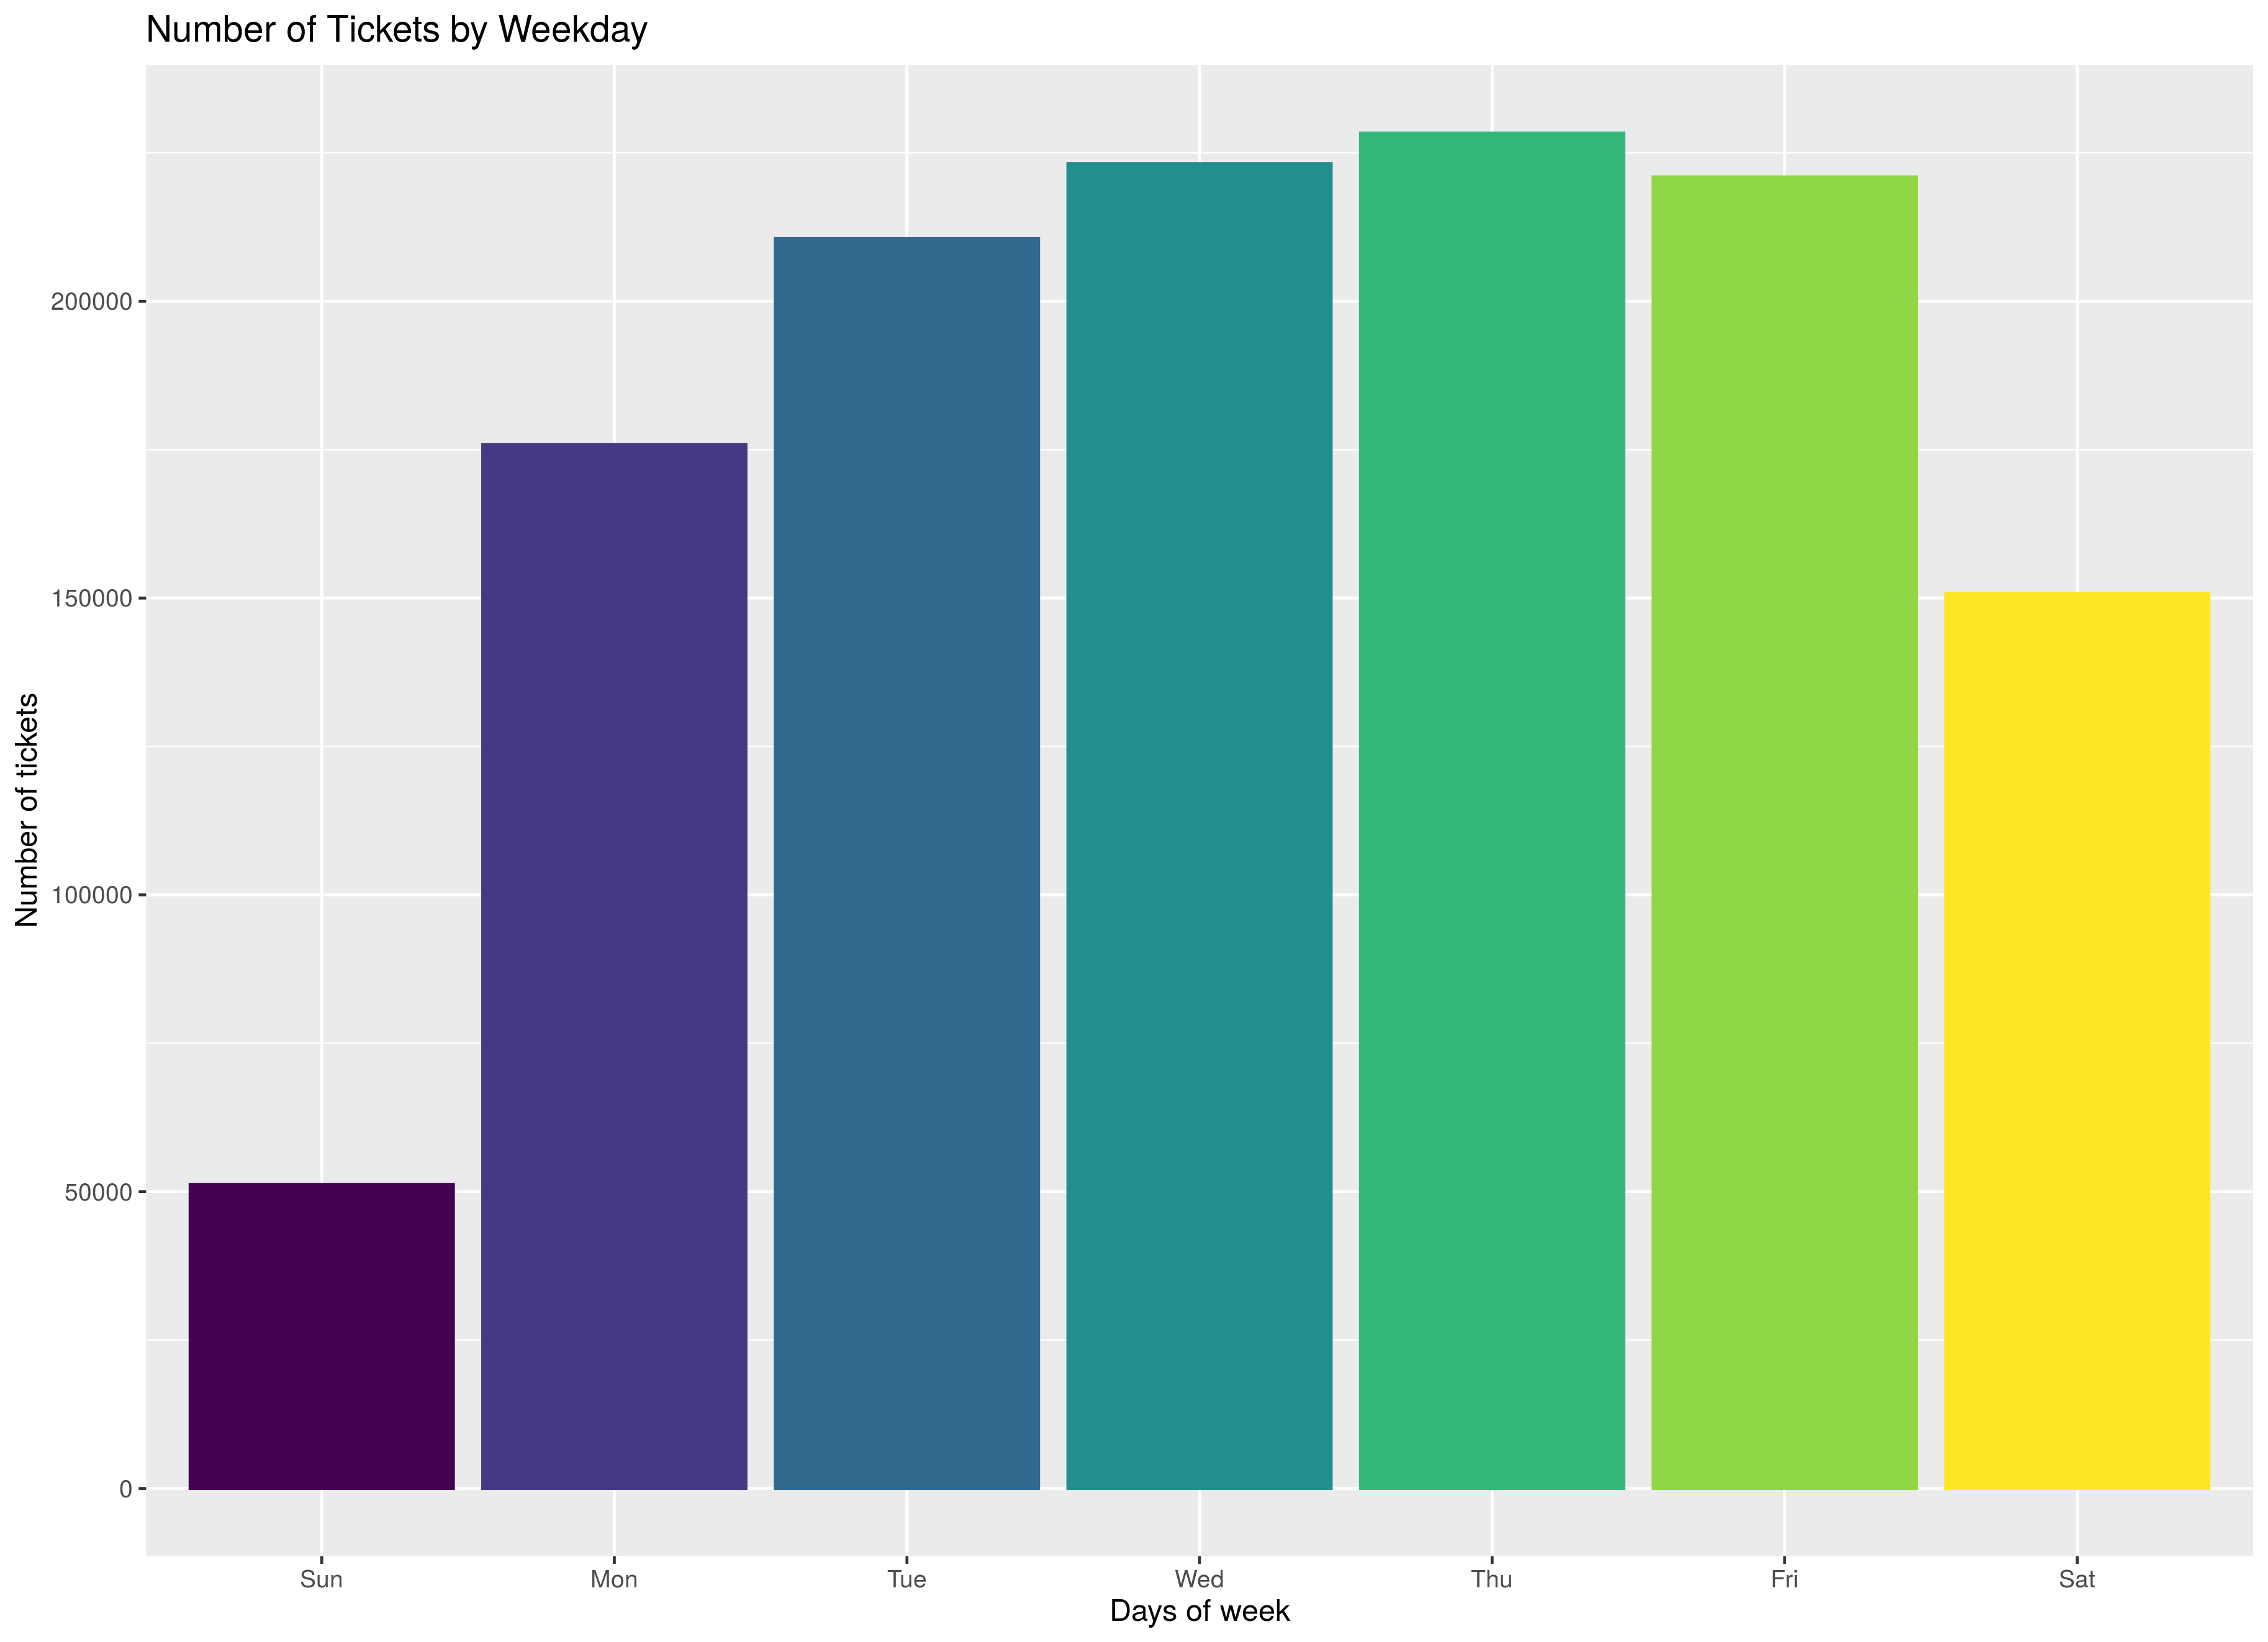 Number of Tickets by Weekday
Number of tickets
200000
150000
100000
50000
0
Sun Mon Tue Wed Thu Fri Sat
Days of week